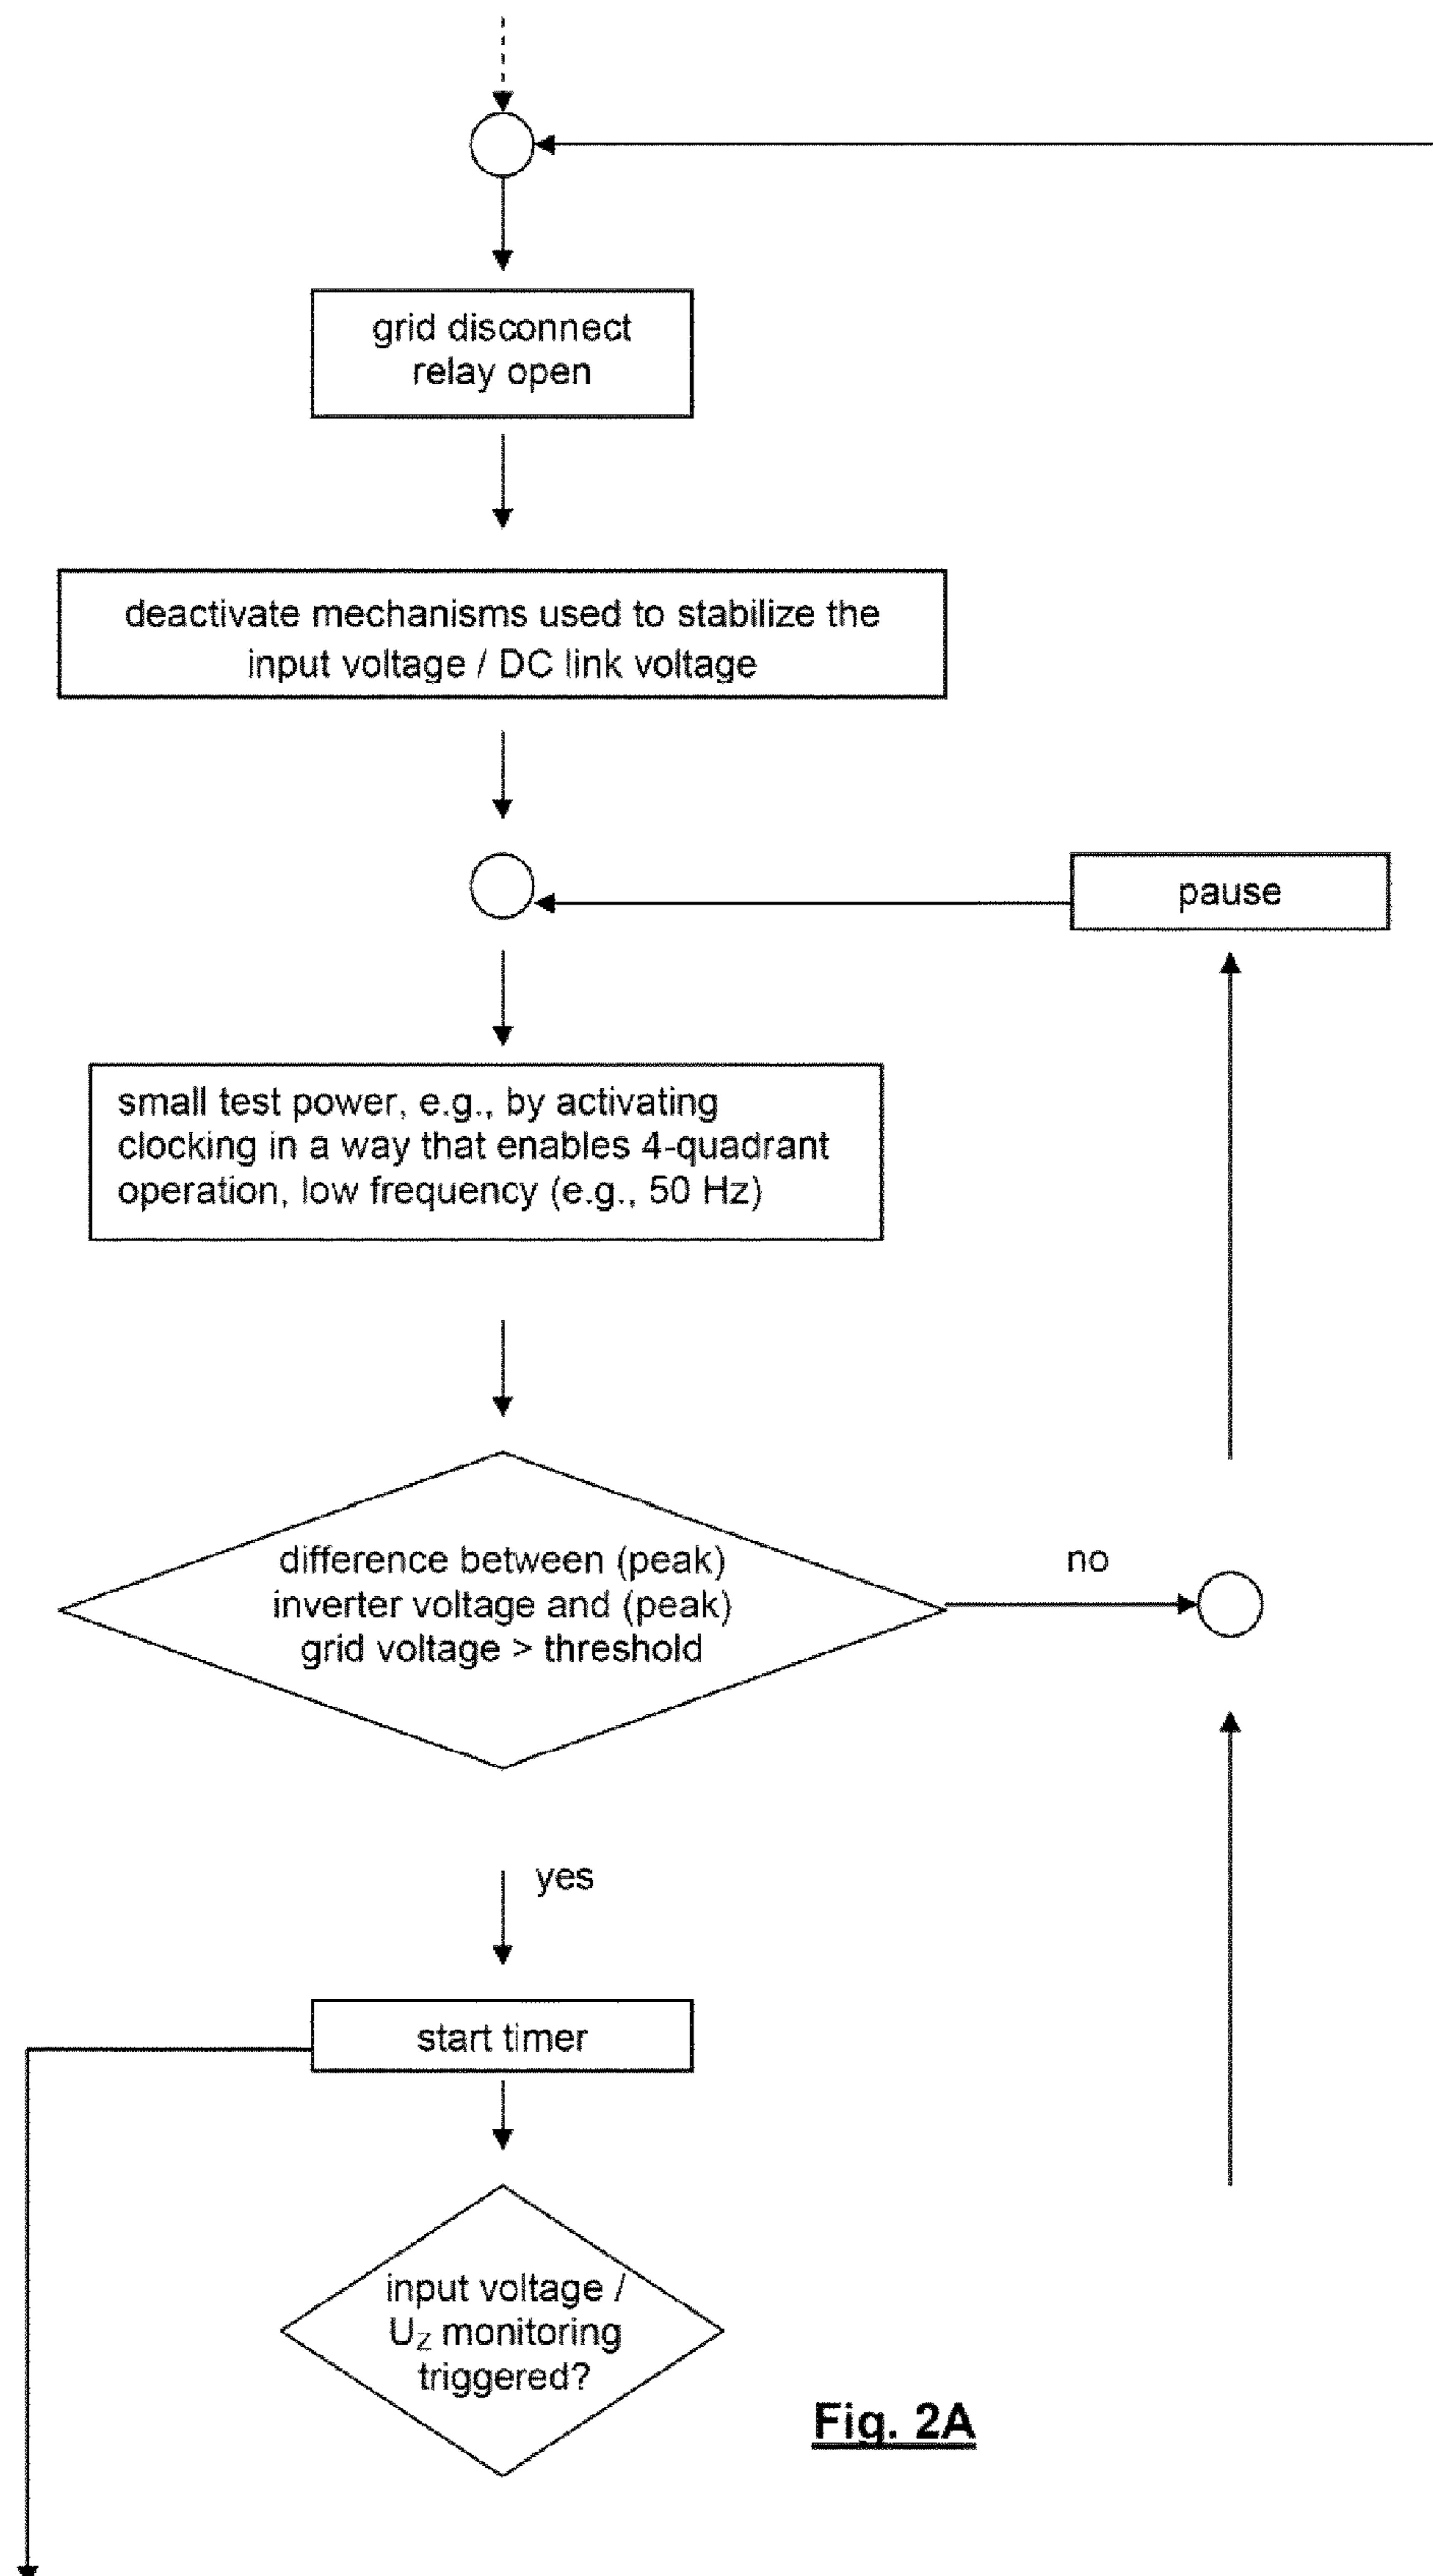 grid disconnect
relay open
deactivate mechanisms used to stabilize the
input voltage / DC link voltage
pause
small test power, e.g., by activating
clocking in a way that enables 4-quadrant
operation, low frequency (e.g., 50 Hz)
difference between (peak)
inverter voltage and (peak)
grid voltage > threshold
no
yes
start timer
input voltage /
UZ monitoring
triggered?
Fig. 2A